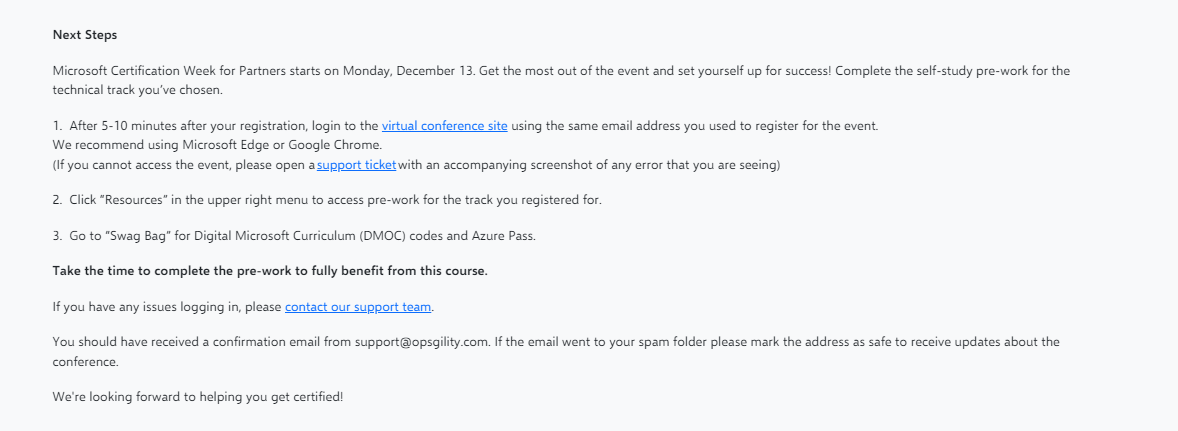 Next Steps
Microsoft Certification Week for Partners starts on Monday, December 13. Get the most out of the event and set yourself up for success! Complete the self-study pre-work for the
technical track you’ve chosen.
1.  After 5-10 minutes after your registration, login to the virtual conference site using the same email address you used to register for the event.
We recommend using Microsoft Edge or Google Chrome.
(If you cannot access the event, please open a support ticket with an accompanying screenshot of any error that you are seeing)
2.  Click “Resources” in the upper right menu to access pre-work for the track you registered for.
3.  Go to “Swag Bag” for Digital Microsoft Curriculum (DMOC) codes and Azure Pass.
Take the time to complete the pre-work to fully benefit from this course.
If you have any issues logging in, please contact our support team.
You should have received a confirmation email from support@opsgility.com. If the email went to your spam folder please mark the address as safe to receive updates about the
conference.
We're looking forward to helping you get certified!